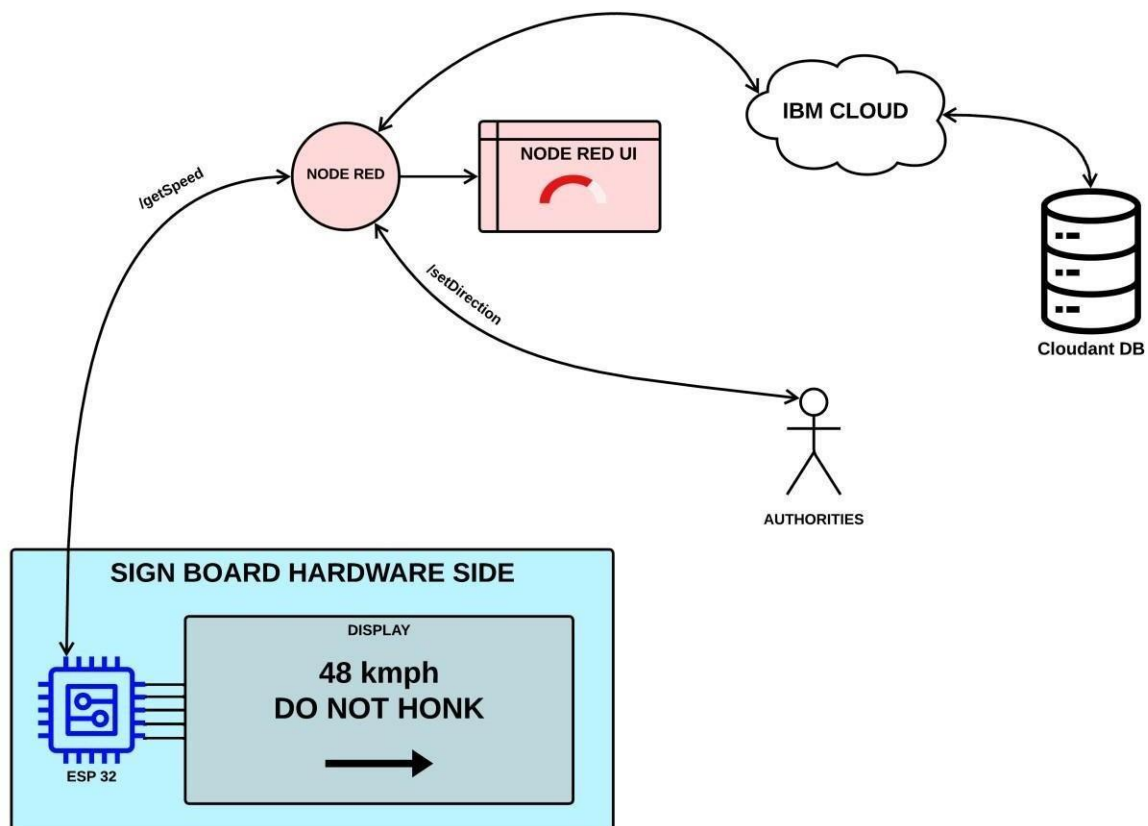 IBM CLOUD
NODE RED
NODE RED UI
/getSpeed
/setDirection
Cloudant DB
AUTHORITIES
SIGN BOARD HARDWARE SIDE
DISPLAY
48 kmph
DO NOT HONK
ESP 32